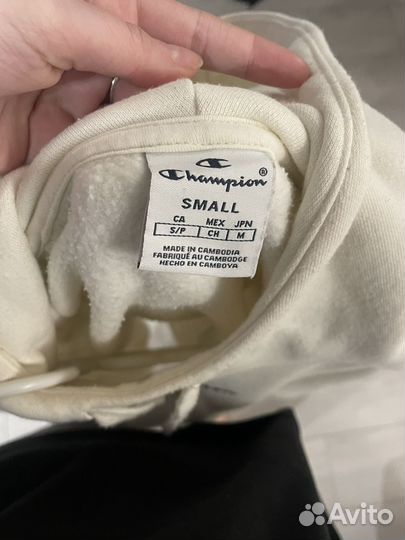 Champion®
SMALL
CA MEX JPN
S/P CH M
MADE IN CAMBODIA
FABRIQUÉ AU CAMBODGE
HECHO EN CAMBOYA
Avito